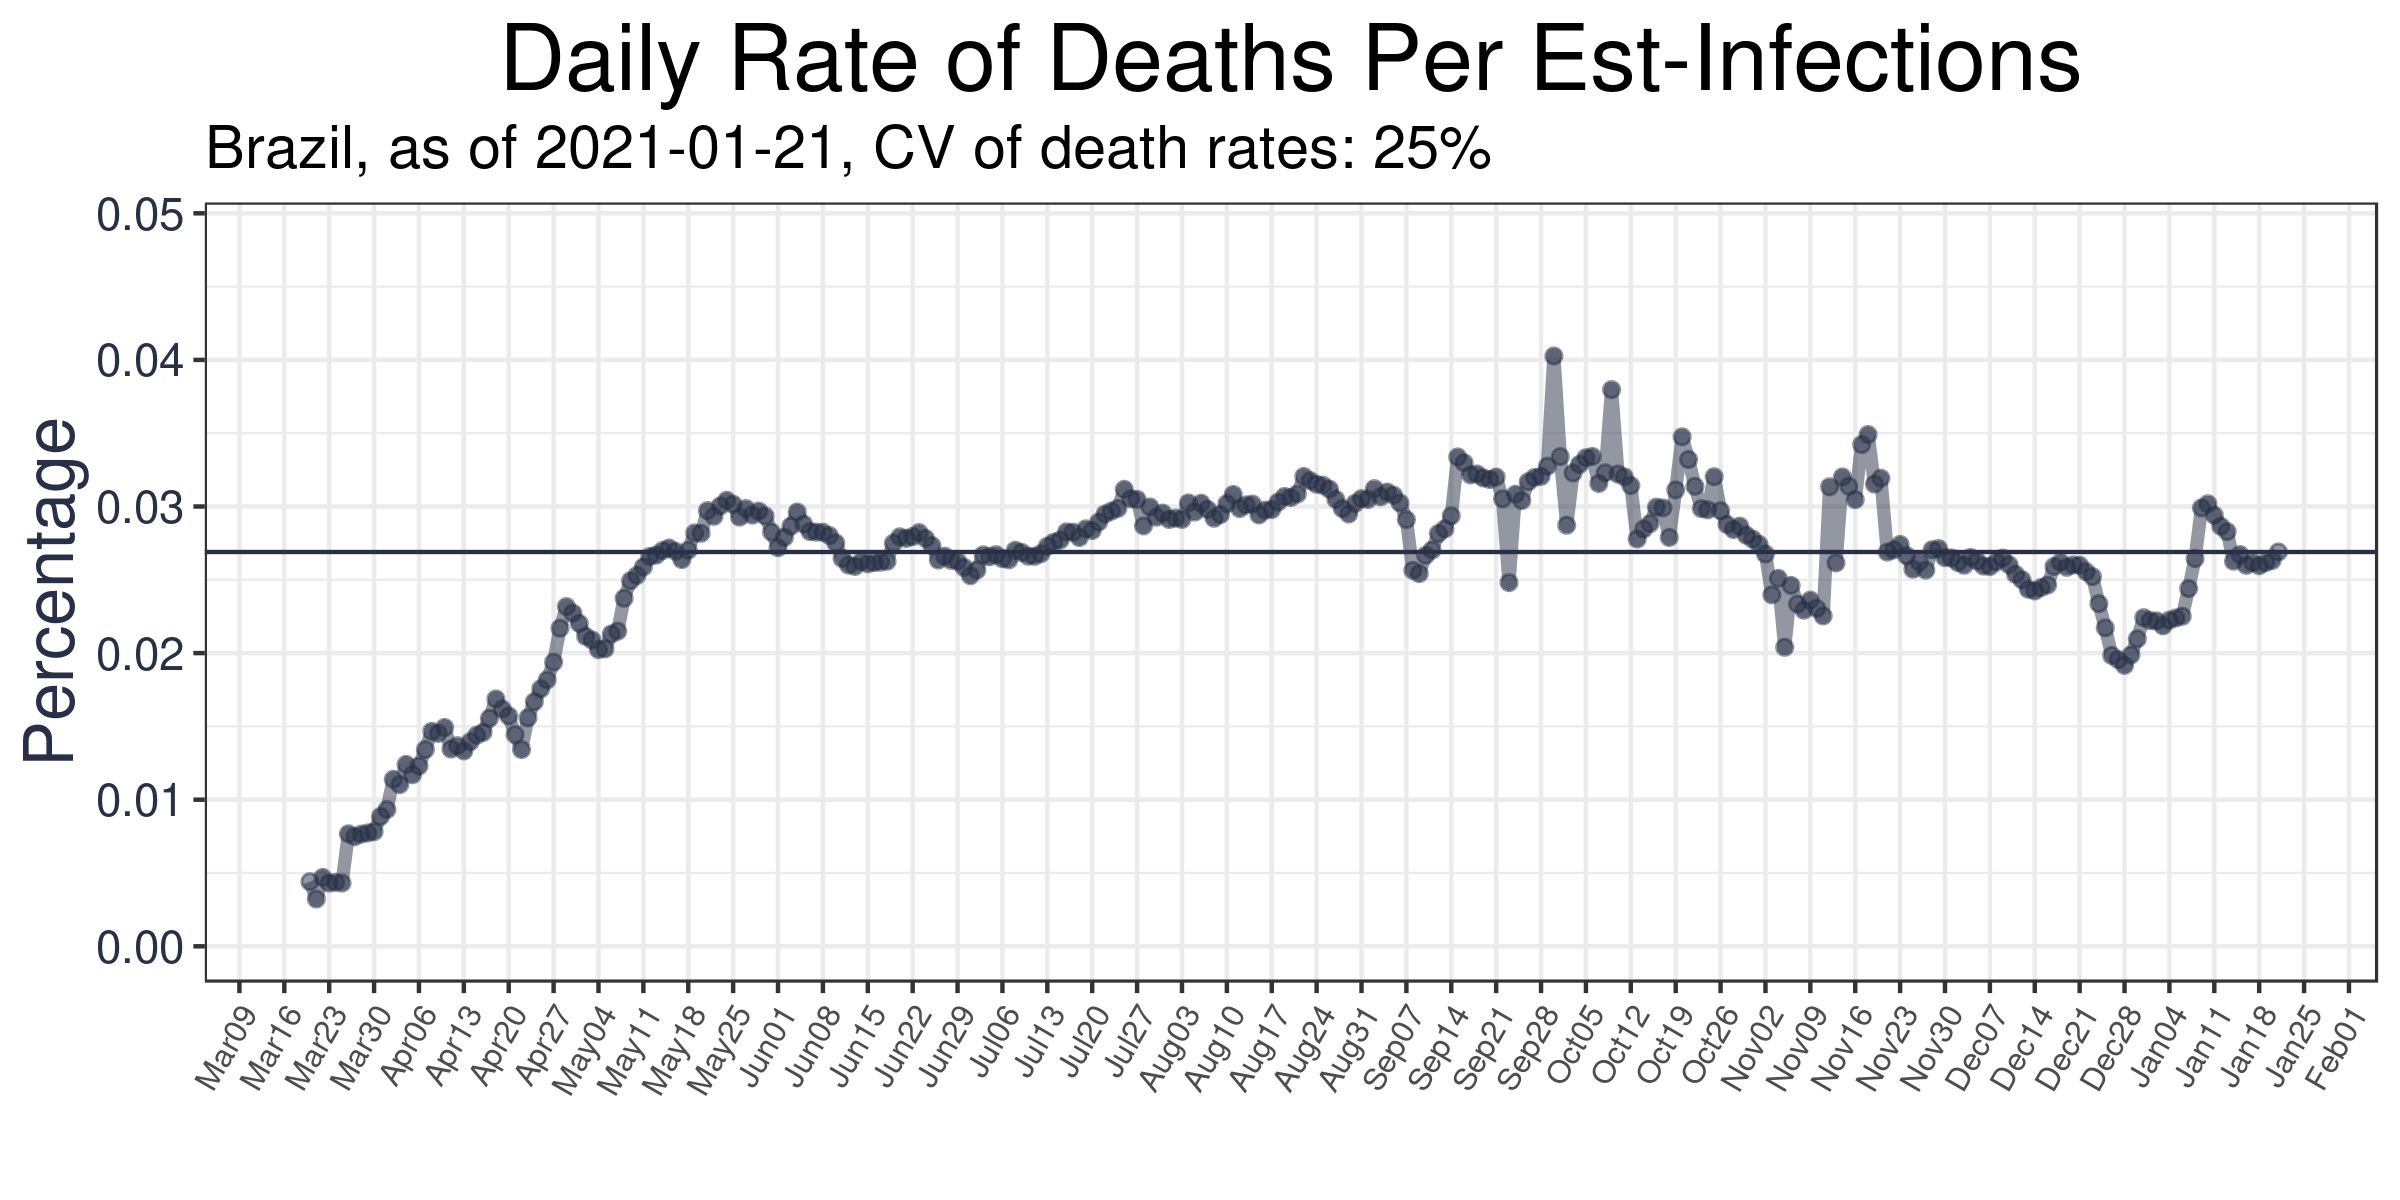 Daily Rate of Deaths Per Est-Infections
Brazil, as of 2021-01-21, CV of death rates: 25%
Percentage
0.05
0.04
0.03
0.02
0.01
0.00
Mar09
Mar16
Mar23
Mar30
Apr06
Apr13
Apr20
Apr27
May04
May11
May18
May25
Jun01
Jun08
Jun15
Jun22
Jun29
Jul06
Jul13
Jul20
Jul27
Aug03
Aug10
Aug17
Aug24
Aug31
Sep07
Sep14
Sep21
Sep28
Oct05
Oct12
Oct19
Oct26
Nov02
Nov09
Nov16
Nov23
Nov30
Dec07
Dec14
Dec21
Dec28
Jan04
Jan11
Jan18
Jan25
Feb01